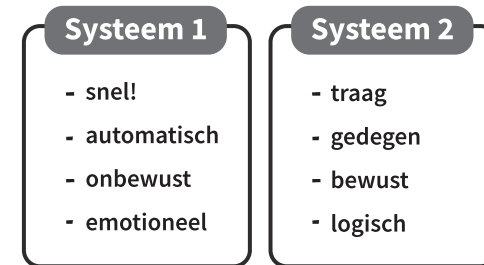 Systeem 1
- snel!
- automatisch
- onbewust
- emotioneel
Systeem 2
- traag
- gedegen
- bewust
- logisch